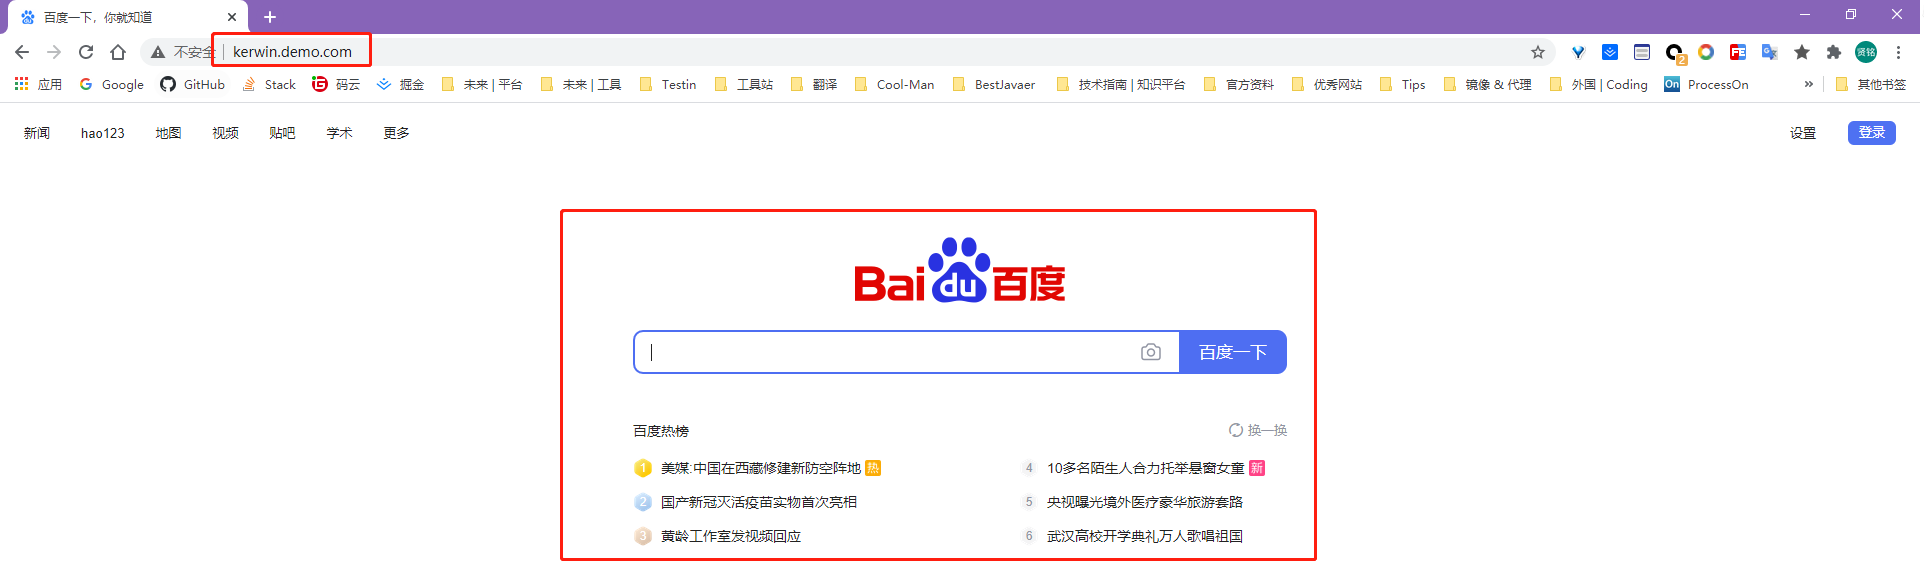 百度一下，你就知道
不安全 kerwin.demo.com
2 FE G 贤铭
应用 Google GitHub Stack 码云 掘金 未来 | 平台 未来 | 工具 Testin 工具站 翻译 Cool-Man BestJavaer 技术指南 | 知识平台 官方资料 优秀网站 Tips 镜像 & 代理 外国 | Coding On ProcessOn » 其他书签
新闻 hao123 地图 视频 贴吧 学术 更多 设置 登录
Bai du 百度
百度一下
百度热榜 换一换
1 美媒:中国在西藏修建新防空阵地 热 4 10多名陌生人合力托举悬窗女童 新
2 国产新冠灭活疫苗实物首次亮相 5 央视曝光境外医疗豪华旅游套路
3 黄龄工作室发视频回应 6 武汉高校开学典礼万人歌唱祖国